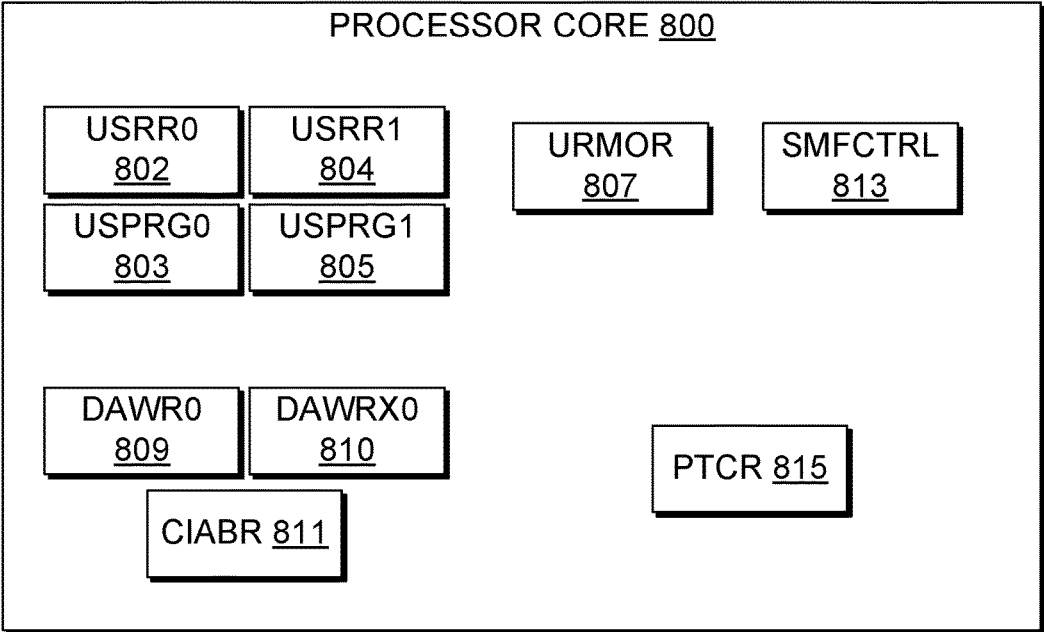 PROCESSOR CORE 800
USRR0
802
USRR1
804
URMOR
807
SMFCTRL
813
USPRG0
803
USPRG1
805
DAWR0
809
DAWRX0
810
PTCR 815
CIABR 811